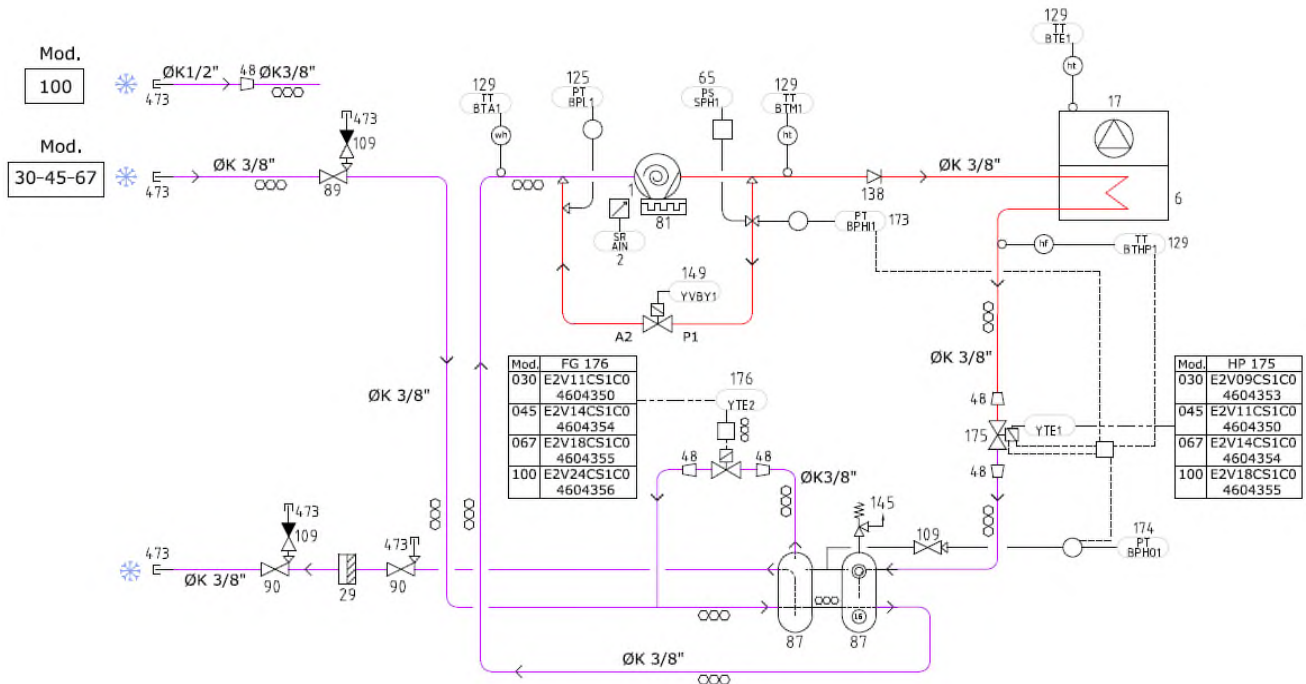 Mod.
100
473
ØK1/2"
48
ØK3/8"
Mod.
30-45-67
473
ØK 3/8"
473
109
89
129
TT
BTA1
wh
125
PT
BPL1
65
PS
SPH1
129
TT
BTM1
ht
129
TT
BTE1
ht
17
6
1
81
SR
AIN
2
138
ØK 3/8"
PT
BPHI1
173
hf
TT
BTHP1
129
149
YVBY1
A2
P1
ØK 3/8"
ØK 3/8"
Mod. FG 176
030 E2V11CS1C0
4604350
045 E2V14CS1C0
4604354
067 E2V18CS1C0
4604355
100 E2V24CS1C0
4604356
176
YTE2
48
48
ØK3/8"
48
175
YTE1
48
Mod. HP 175
030 E2V09CS1C0
4604353
045 E2V11CS1C0
4604350
067 E2V14CS1C0
4604354
100 E2V18CS1C0
4604355
145
109
174
PT
BPHO1
473
ØK 3/8"
473
109
90
29
473
90
16
87
87
ØK 3/8"